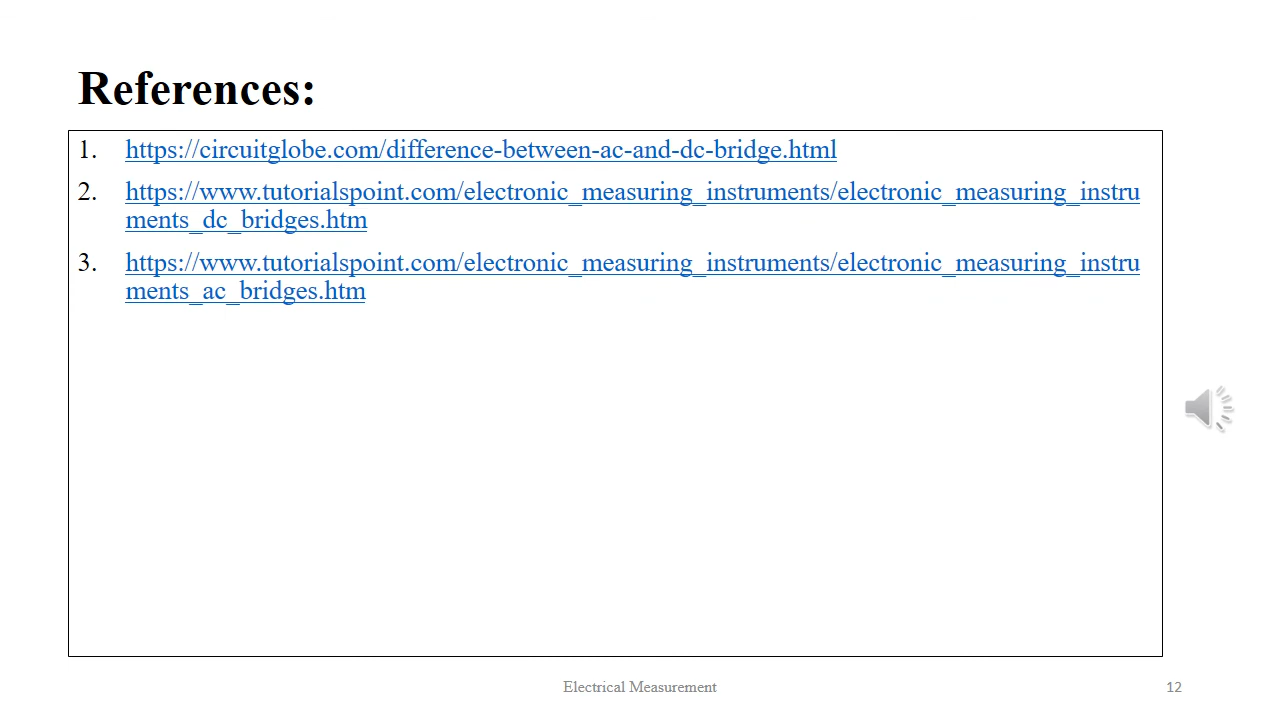 References:
1. https://circuitglobe.com/difference-between-ac-and-dc-bridge.html
2. https://www.tutorialspoint.com/electronic_measuring_instruments/electronic_measuring_instru
ments_dc_bridges.htm
3. https://www.tutorialspoint.com/electronic_measuring_instruments/electronic_measuring_instru
ments_ac_bridges.htm
Electrical Measurement
12